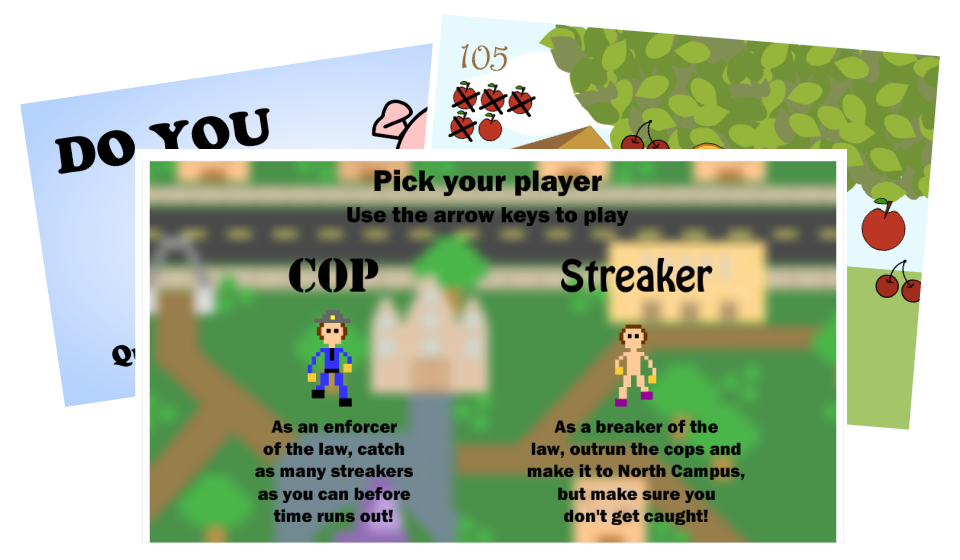 DO YOU
105
Pick your player
Use the arrow keys to play
COP
Streaker
As an enforcer
of the law, catch
as many streakers
as you can before
time runs out!
As a breaker of the
law, outrun the cops and
make it to North Campus,
but make sure you
don't get caught!